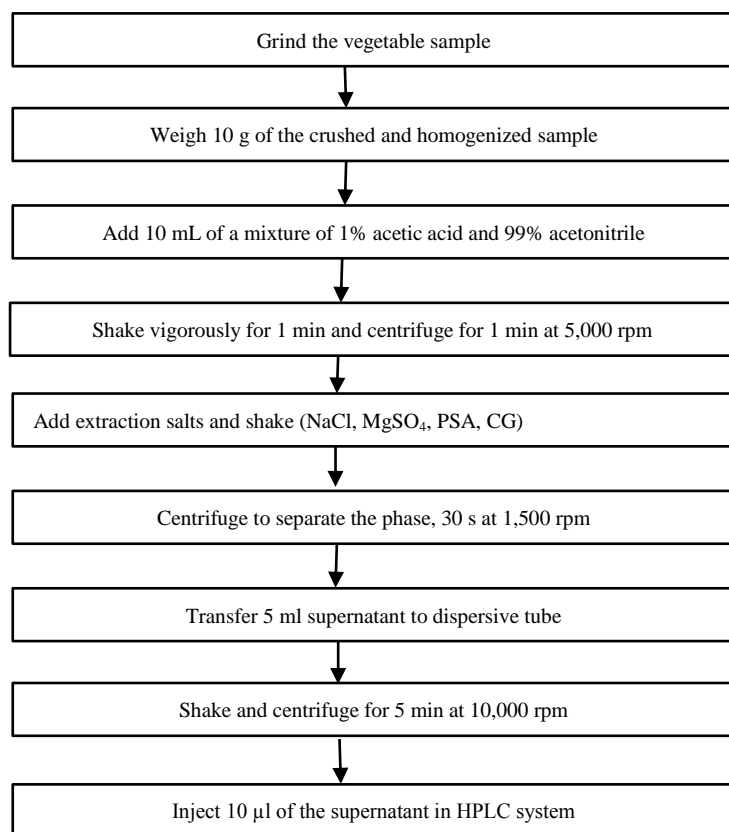 Grind the vegetable sample
Weigh 10 g of the crushed and homogenized sample
Add 10 mL of a mixture of 1% acetic acid and 99% acetonitrile
Shake vigorously for 1 min and centrifuge for 1 min at 5,000 rpm
Add extraction salts and shake (NaCl, MgSO₄, PSA, CG)
Centrifuge to separate the phase, 30 s at 1,500 rpm
Transfer 5 ml supernatant to dispersive tube
Shake and centrifuge for 5 min at 10,000 rpm
Inject 10 µl of the supernatant in HPLC system